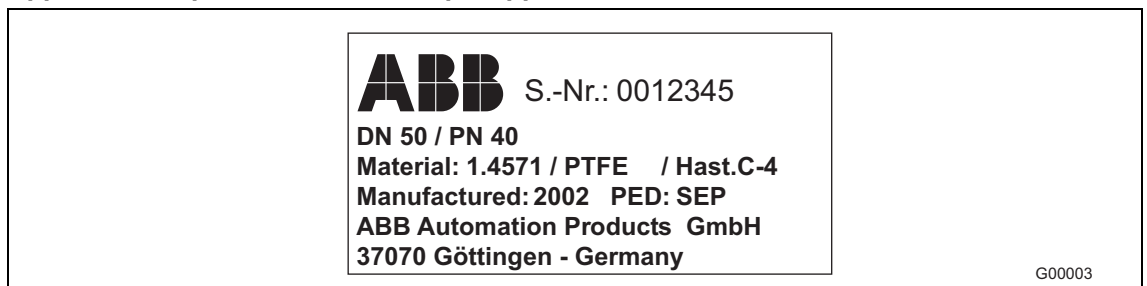 ABB S.-Nr.: 0012345
DN 50 / PN 40
Material: 1.4571 / PTFE / Hast.C-4
Manufactured: 2002 PED: SEP
ABB Automation Products GmbH
37070 Göttingen - Germany
G00003